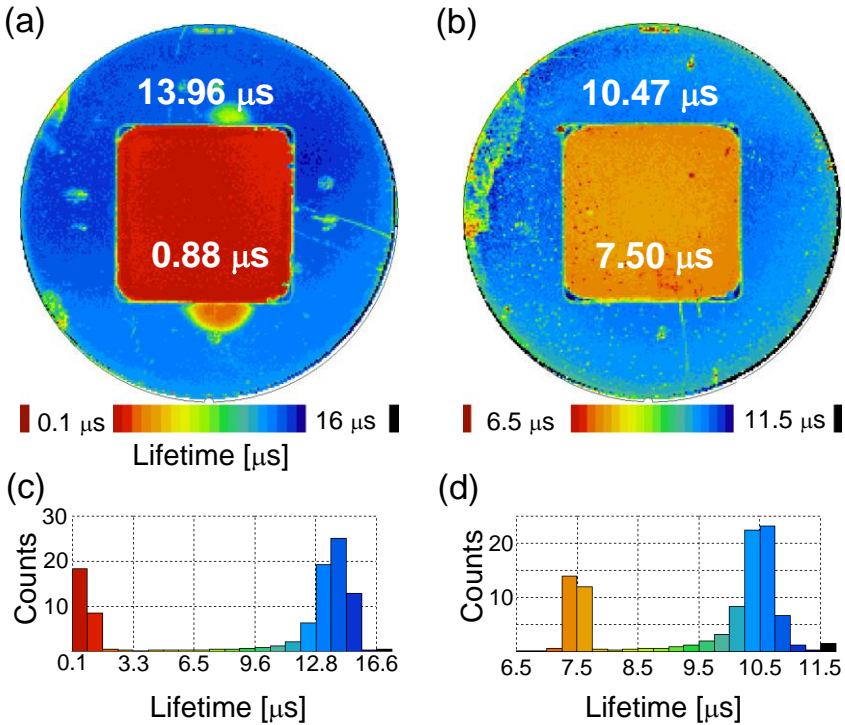 (a)
(b)
13.96 μs
10.47 μs
0.88 μs
7.50 μs
0.1 μs
16 μs
6.5 μs
11.5 μs
Lifetime [μs]
(c)
(d)
30
20
10
Counts
0.1 3.3 6.5 9.6 12.8 16.6
Lifetime [μs]
20
10
Counts
6.5 7.5 8.5 9.5 10.5 11.5
Lifetime [μs]